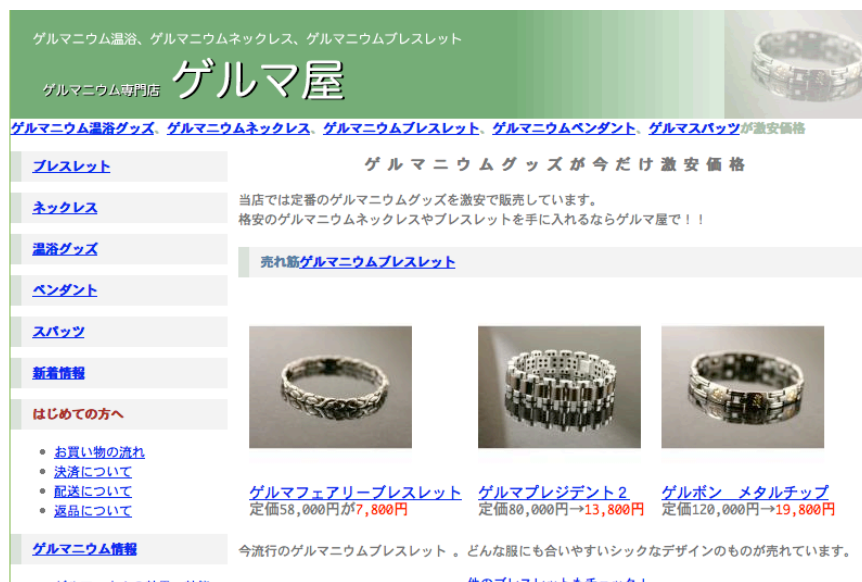 ゲルマニウム温浴、ゲルマニウムネックレス、ゲルマニウムブレスレット
ゲルマニウム専門店 ゲルマ屋
ゲルマニウム温浴グッズ、ゲルマニウムネックレス、ゲルマニウムブレスレット、ゲルマニウムペンダント、ゲルマスパッツが激安価格
ブレスレット
ネックレス
温浴グッズ
ペンダント
スパッツ
新着情報
はじめての方へ
お買い物の流れ
決済について
配送について
返品について
ゲルマニウム情報
ゲルマニウムグッズが今だけ激安価格
当店では定番のゲルマニウムグッズを激安で販売しています。
格安のゲルマニウムネックレスやブレスレットを手に入れるならゲルマ屋で！！
売れ筋ゲルマニウムブレスレット
ゲルマフェアリーブレスレット
定価58,000円が7,800円
ゲルマプレジデント２
定価80,000円→13,800円
ゲルボン　メタルチップ
定価120,000円→19,800円
今流行のゲルマニウムブレスレット 。どんな服にも合いやすいシックなデザインのものが売れています。
他のブレスレットもチェック！